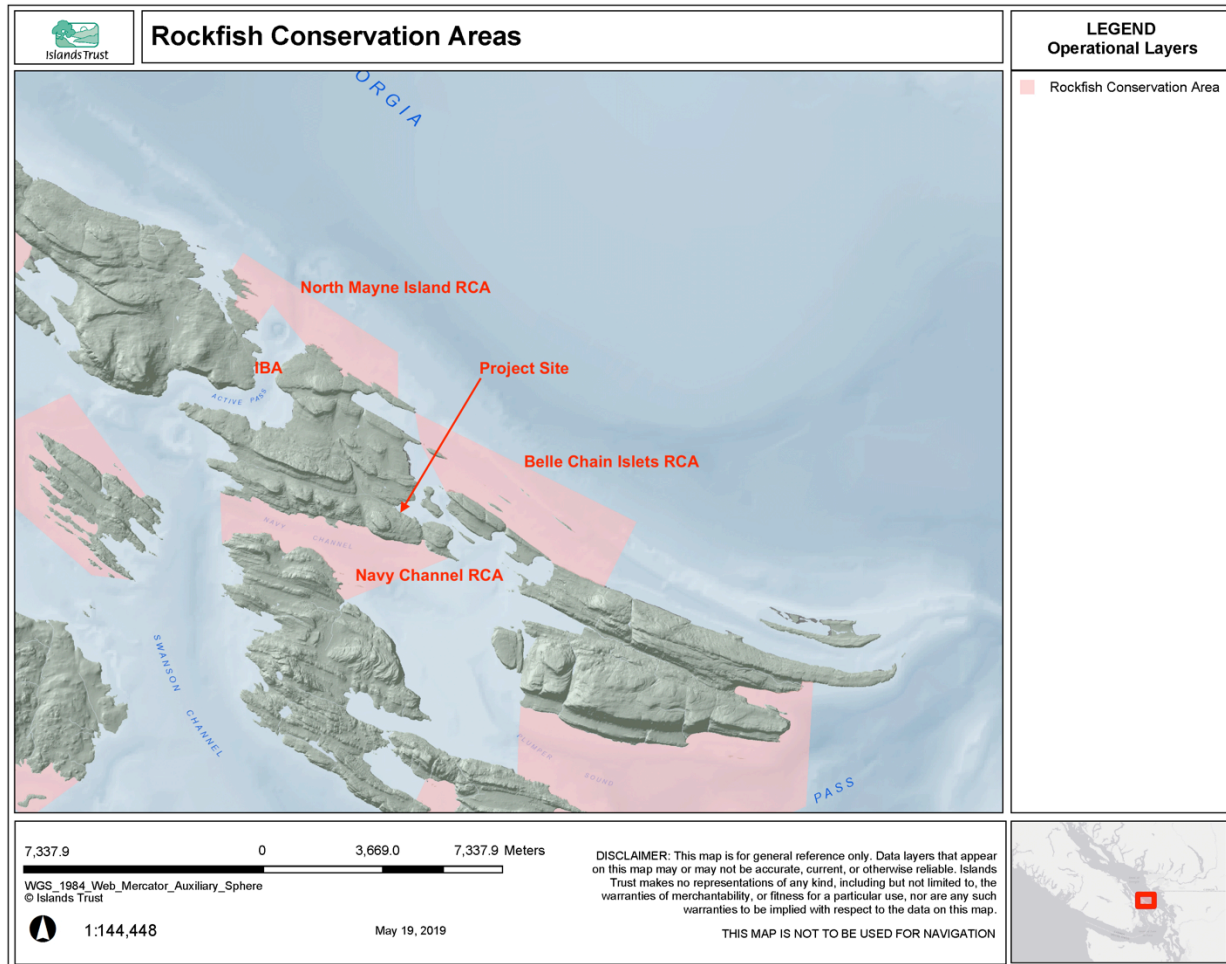 Islands Trust
Rockfish Conservation Areas
LEGEND
Operational Layers
Rockfish Conservation Area
ORGIA
North Mayne Island RCA
IBA
Project Site
ACTIVE PASS
Belle Chain Islets RCA
NAVY CHANNEL
Navy Channel RCA
SWANSON CHANNEL
PLUMPER SOUND
PASS
7,337.9 0 3,669.0 7,337.9 Meters
WGS_1984_Web_Mercator_Auxiliary_Sphere
© Islands Trust
1:144,448
May 19, 2019
DISCLAIMER: This map is for general reference only. Data layers that appear
on this map may or may not be accurate, current, or otherwise reliable. Islands
Trust makes no representations of any kind, including but not limited to, the
warranties of merchantability, or fitness for a particular use, nor are any such
warranties to be implied with respect to the data on this map.
THIS MAP IS NOT TO BE USED FOR NAVIGATION